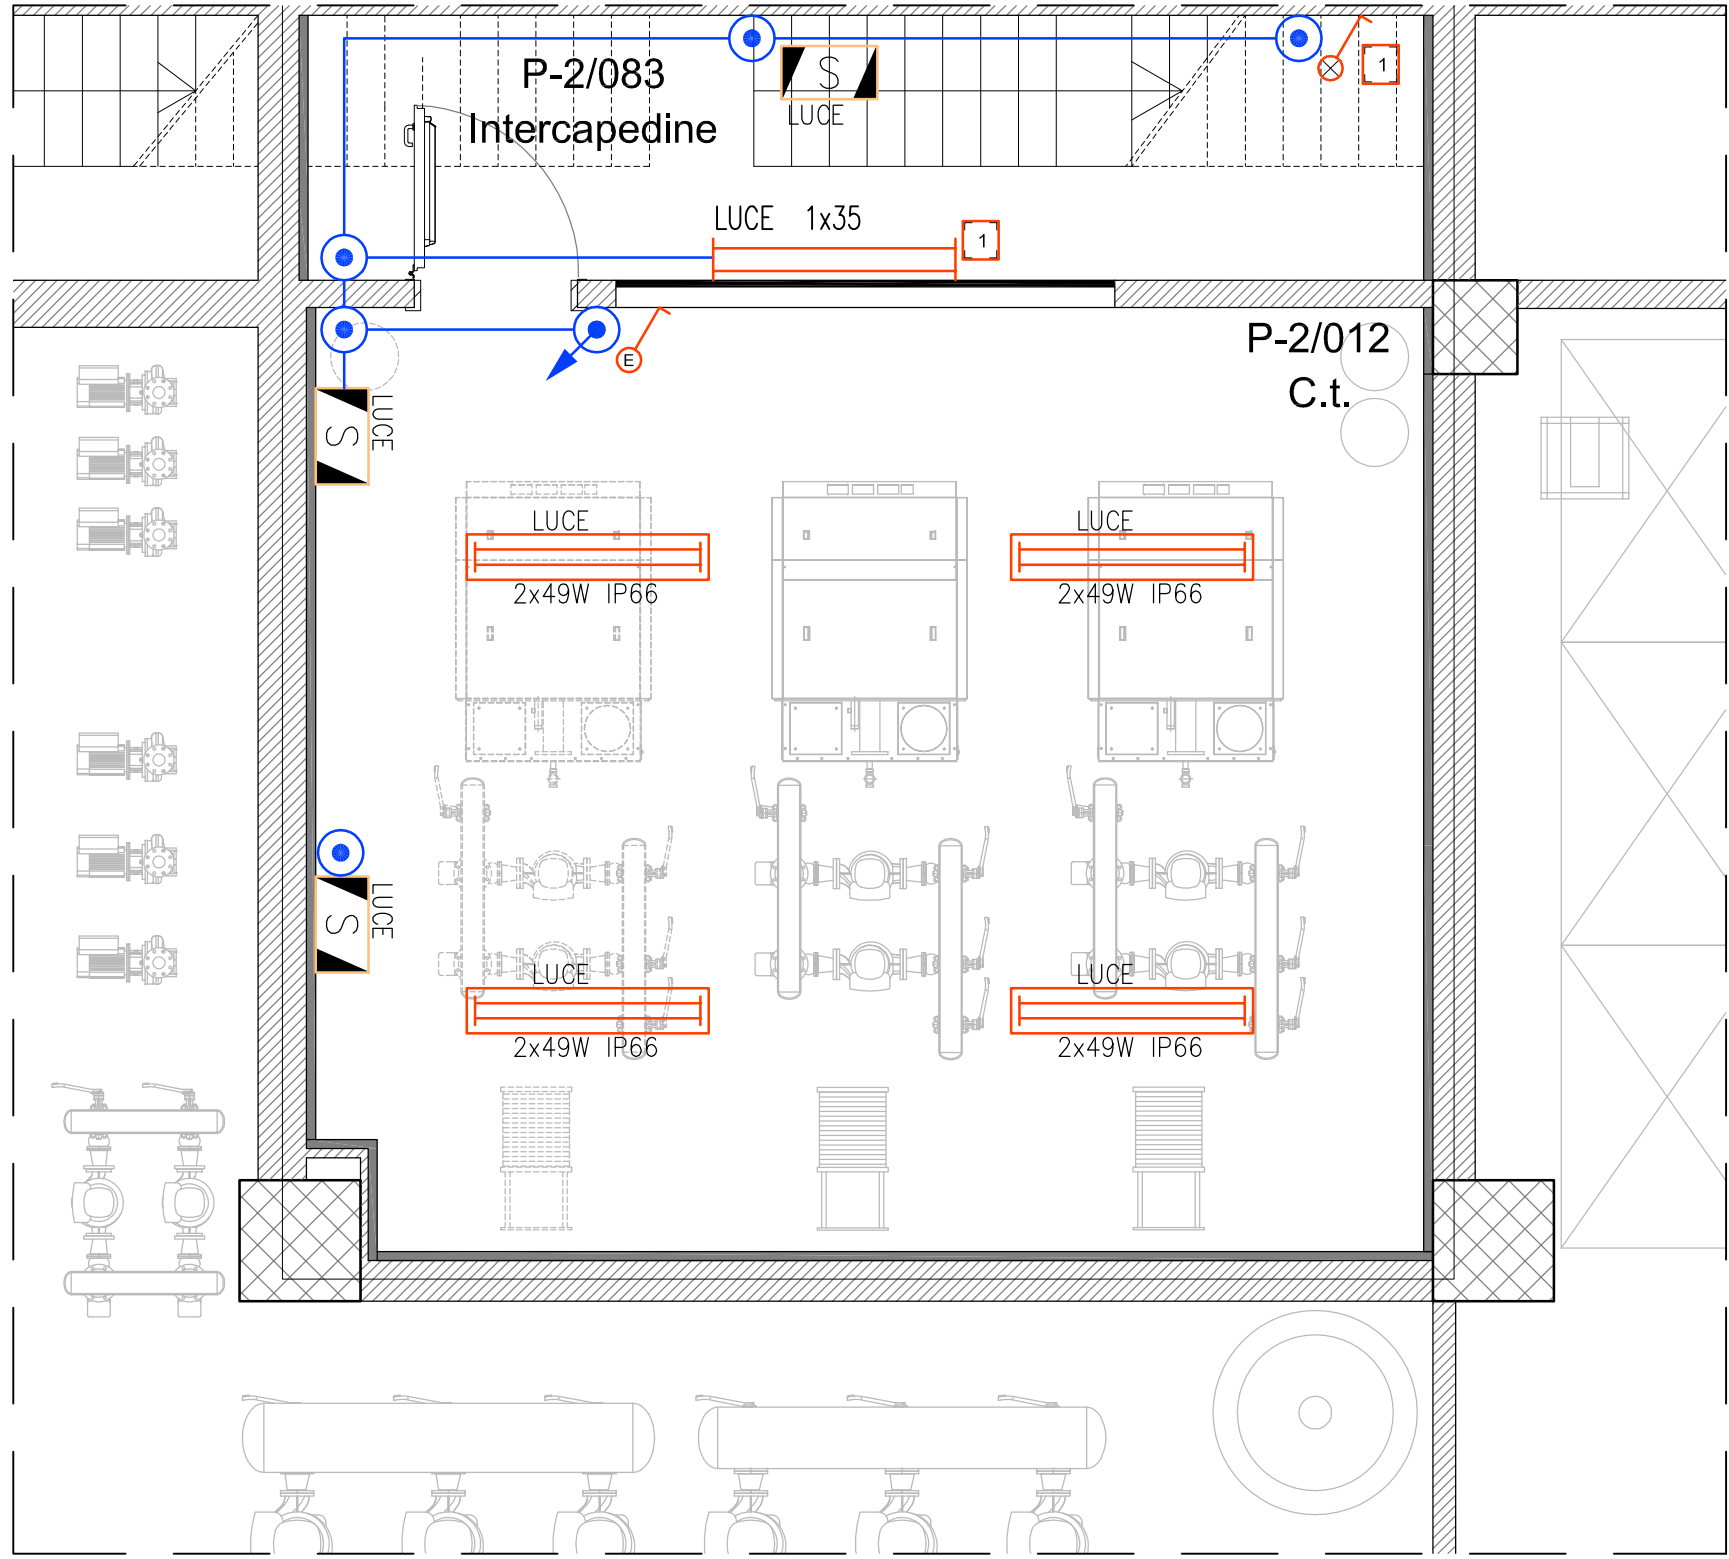 P-2/083
Intercapedine
S
LUCE
1
LUCE 1x35
1
E
P-2/012
C.t.
S
LUCE
LUCE
2x49W IP66
LUCE
2x49W IP66
S
LUCE
LUCE
2x49W IP66
LUCE
2x49W IP66